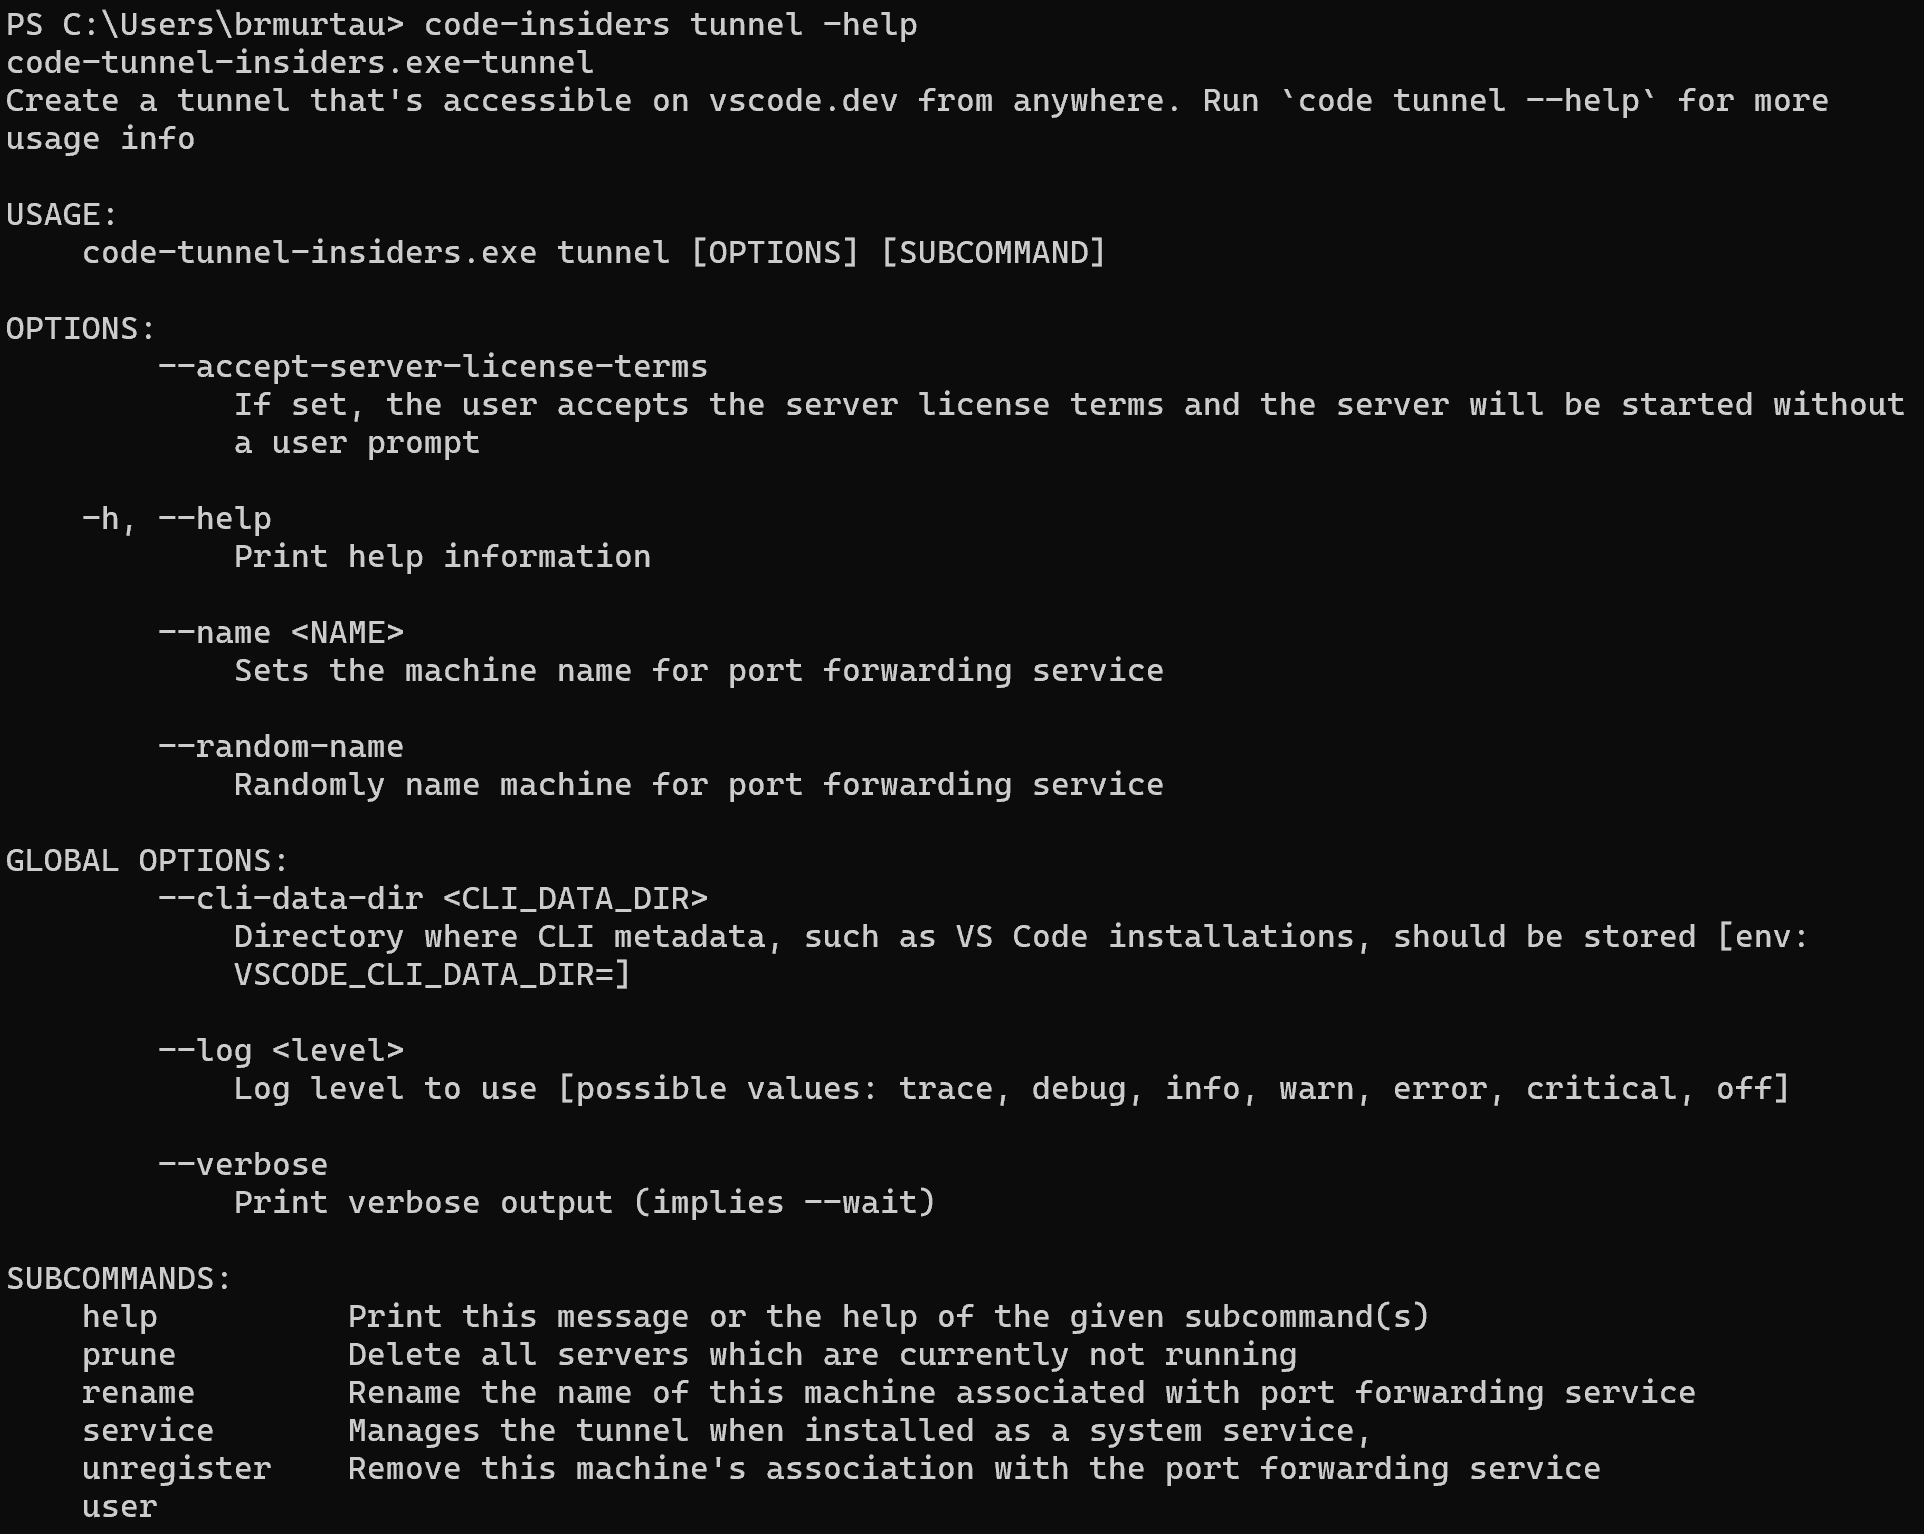 PS C:\Users\brmurtau> code-insiders tunnel -help
code-tunnel-insiders.exe-tunnel
Create a tunnel that's accessible on vscode.dev from anywhere. Run `code tunnel --help` for more
usage info
USAGE:
code-tunnel-insiders.exe tunnel [OPTIONS] [SUBCOMMAND]
OPTIONS:
--accept-server-license-terms
If set, the user accepts the server license terms and the server will be started without
a user prompt
-h, --help
Print help information
--name <NAME>
Sets the machine name for port forwarding service
--random-name
Randomly name machine for port forwarding service
GLOBAL OPTIONS:
--cli-data-dir <CLI_DATA_DIR>
Directory where CLI metadata, such as VS Code installations, should be stored [env:
VSCODE_CLI_DATA_DIR=]
--log <level>
Log level to use [possible values: trace, debug, info, warn, error, critical, off]
--verbose
Print verbose output (implies --wait)
SUBCOMMANDS:
help Print this message or the help of the given subcommand(s)
prune Delete all servers which are currently not running
rename Rename the name of this machine associated with port forwarding service
service Manages the tunnel when installed as a system service,
unregister Remove this machine's association with the port forwarding service
user